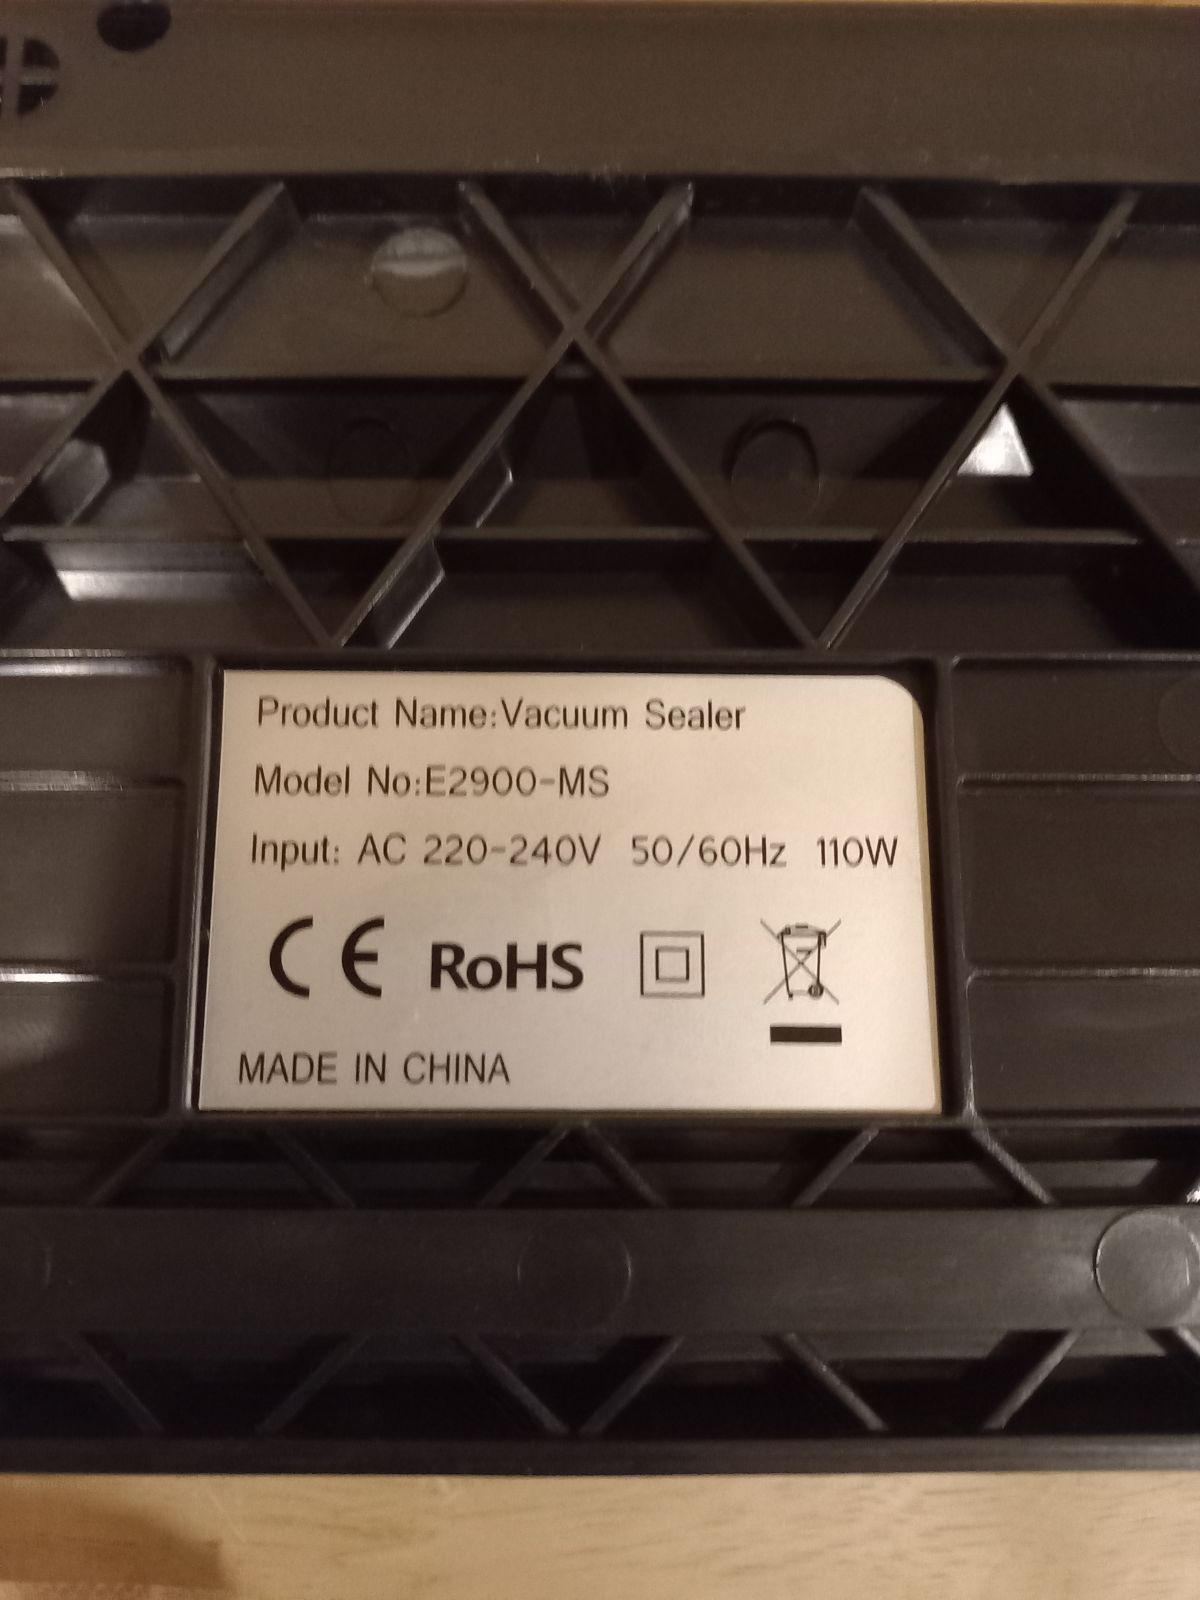 Product Name:Vacuum Sealer
Model No:E2900-MS
Input: AC 220-240V 50/60Hz 110W
CE RoHS
MADE IN CHINA